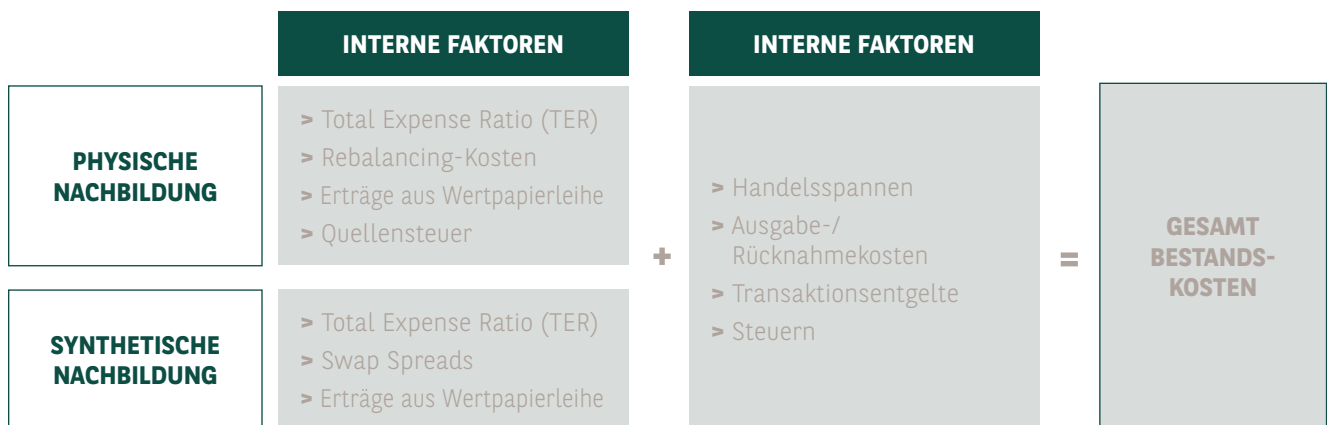 INTERNE FAKTOREN
INTERNE FAKTOREN
PHYSISCHE
NACHBILDUNG
> Total Expense Ratio (TER)
> Rebalancing-Kosten
> Erträge aus Wertpapierleihe
> Quellensteuer
SYNTHETISCHE
NACHBILDUNG
> Total Expense Ratio (TER)
> Swap Spreads
> Erträge aus Wertpapierleihe
+
> Handelsspannen
> Ausgabe-/
Rücknahmekosten
> Transaktionsentgelte
> Steuern
=
GESAMT
BESTANDS-
KOSTEN